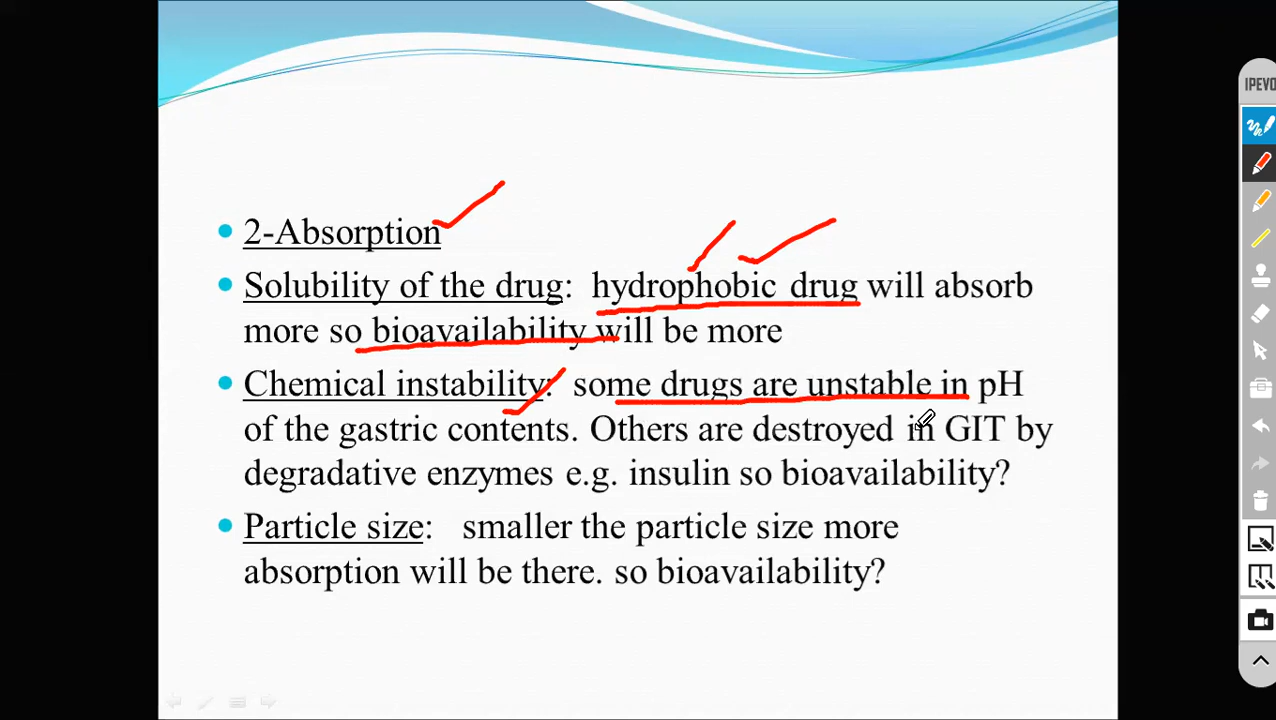 IPEVO
2-Absorption
Solubility of the drug: hydrophobic drug will absorb
more so bioavailability will be more
Chemical instability: some drugs are unstable in pH
of the gastric contents. Others are destroyed in GIT by
degradative enzymes e.g. insulin so bioavailability?
Particle size: smaller the particle size more
absorption will be there. so bioavailability?